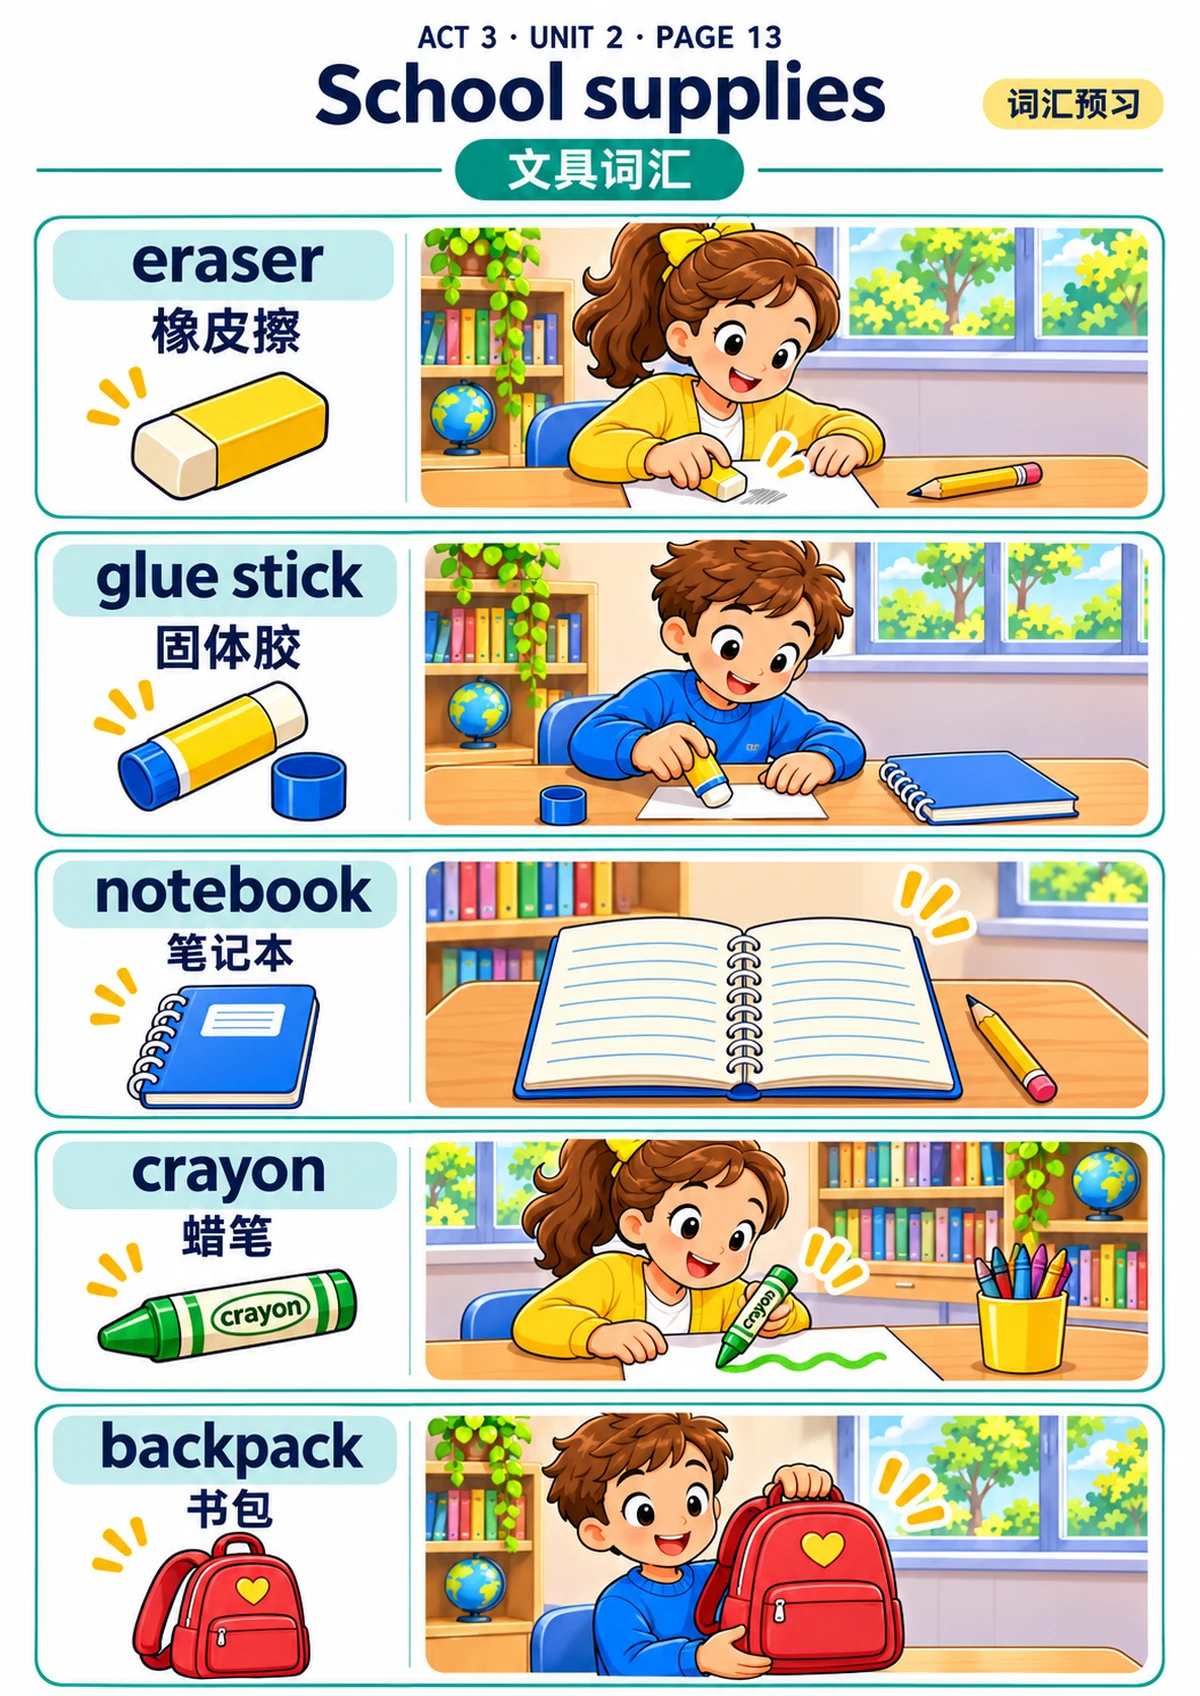 ACT 3 · UNIT 2 · PAGE 13
School supplies
词汇预习
文具词汇
eraser
橡皮擦
glue stick
固体胶
notebook
笔记本
crayon
蜡笔
crayon
crayon
backpack
书包